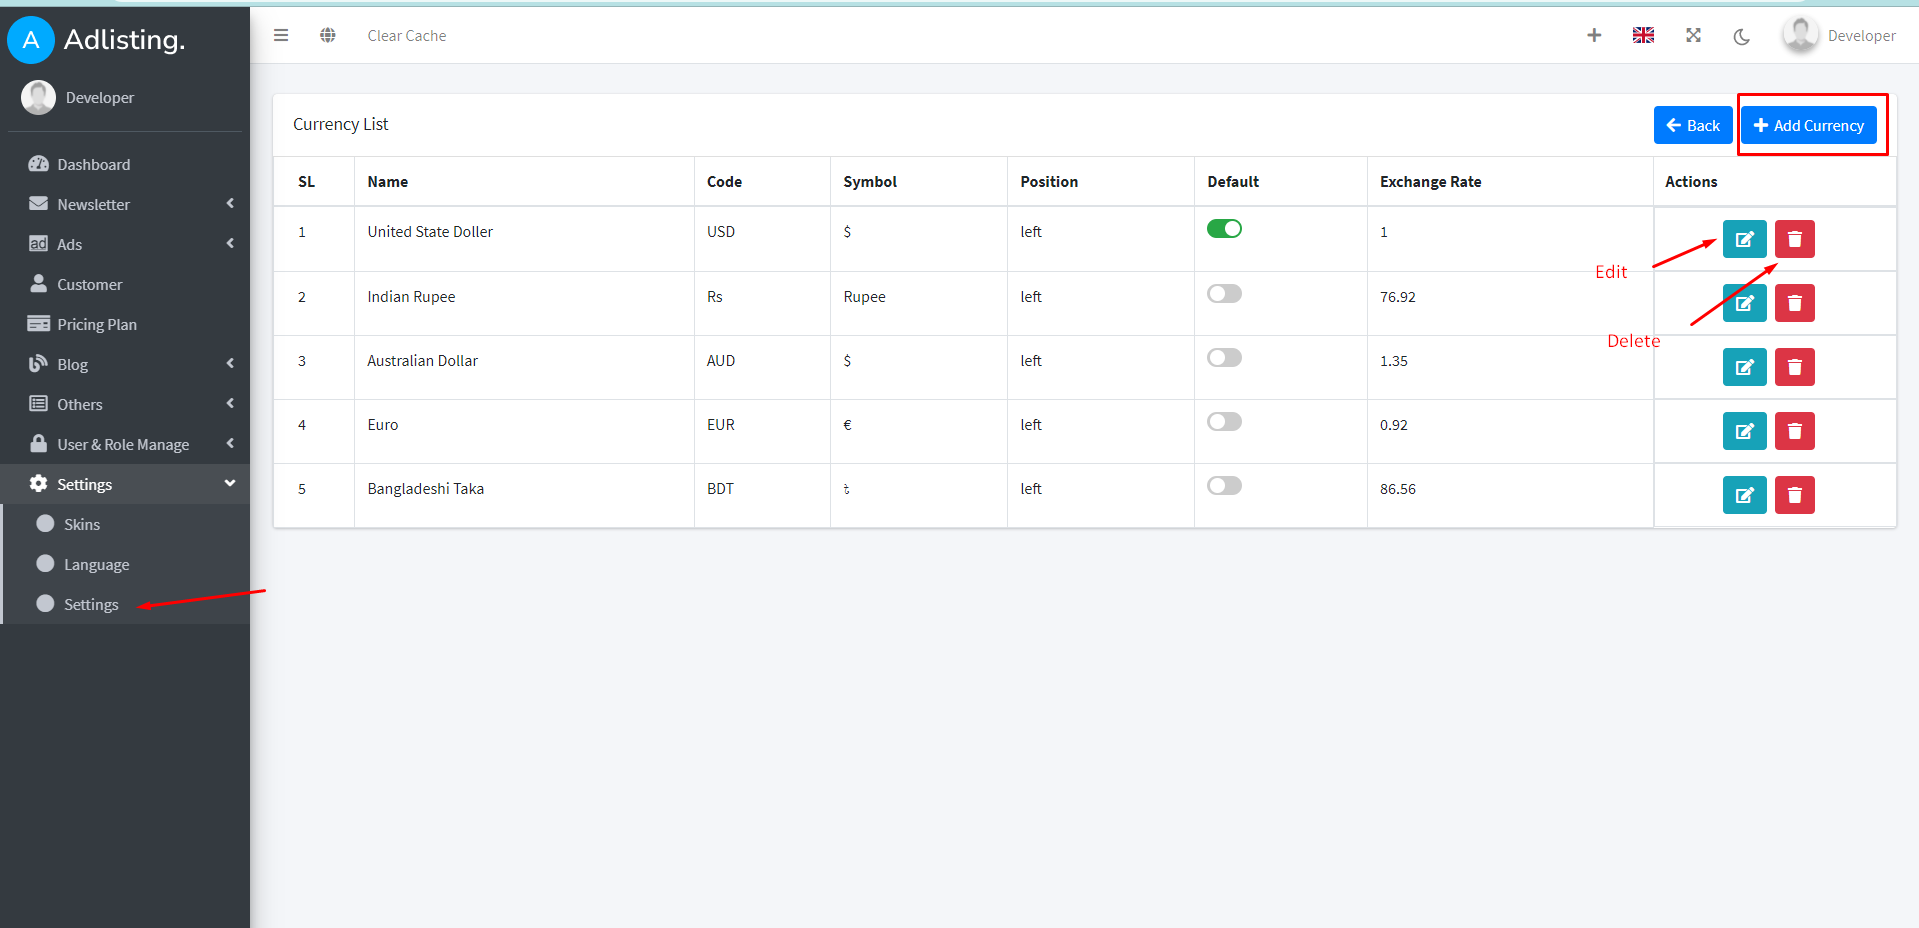 A Adlisting.
Clear Cache
Developer
Developer
Dashboard
Newsletter
ad Ads
Customer
Pricing Plan
Blog
Others
User & Role Manage
Settings
Skins
Language
Settings
Currency List
Back
Add Currency
SL Name Code Symbol Position Default Exchange Rate Actions
1 United State Doller USD $ left 1
2 Indian Rupee Rs Rupee left 76.92
3 Australian Dollar AUD $ left 1.35
4 Euro EUR € left 0.92
5 Bangladeshi Taka BDT ৳ left 86.56
Edit
Delete